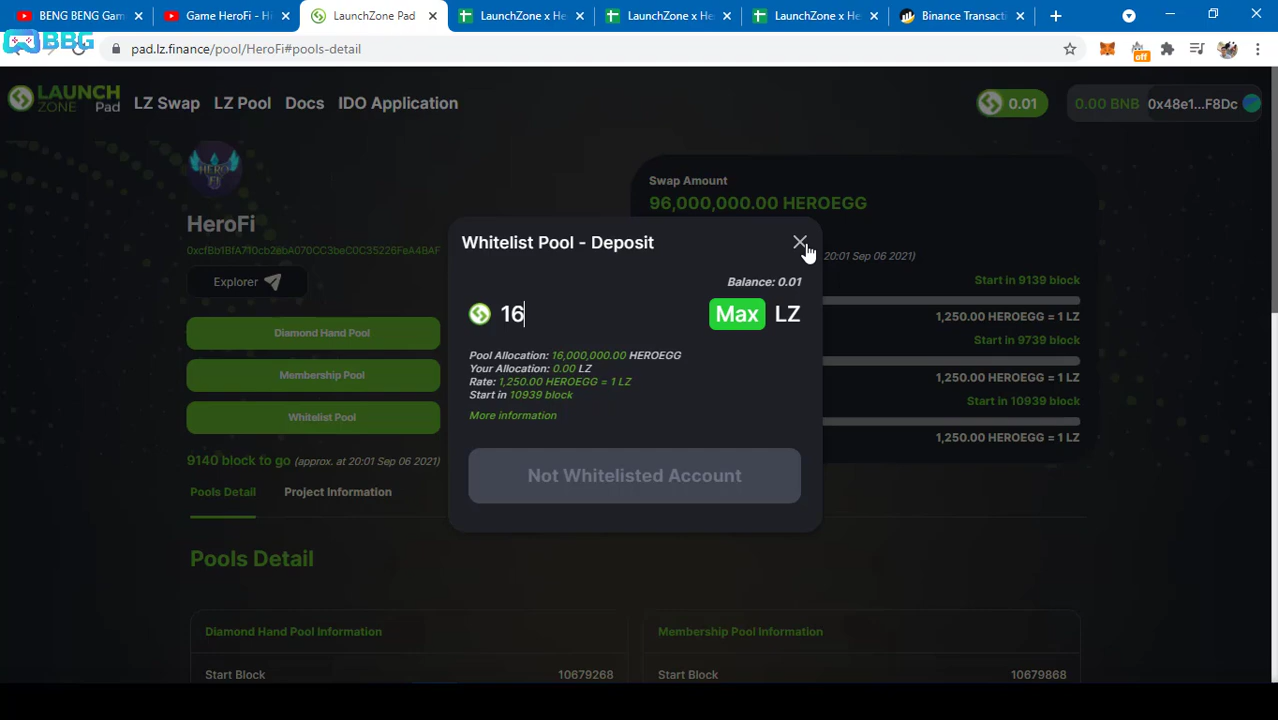 BENG BENG Gam
Game HeroFi - Hi
LaunchZone Pad
LaunchZone x He
LaunchZone x He
LaunchZone x He
Binance Transacti
BBG
pad.lz.finance/pool/HeroFi#pools-detail
off
LAUNCH
ZONE Pad
LZ Swap
LZ Pool
Docs
IDO Application
0.01
0.00 BNB
0x48e1...F8Dc
HERO
FI
Swap Amount
96,000,000.00 HEROEGG
HeroFi
Whitelist Pool - Deposit
0xcfBb1BfA710cb2ebA070CC3beC0C35226FeA4BAF
20:01 Sep 06 2021)
Explorer
Balance: 0.01
Start in 9139 block
16
Max
LZ
1,250.00 HEROEGG = 1 LZ
Diamond Hand Pool
Start in 9739 block
Pool Allocation: 16,000,000.00 HEROEGG
Your Allocation: 0.00 LZ
Membership Pool
1,250.00 HEROEGG = 1 LZ
Rate: 1,250.00 HEROEGG = 1 LZ
Start in 10939 block
Start in 10939 block
More information
Whitelist Pool
1,250.00 HEROEGG = 1 LZ
9140 block to go (approx. at 20:01 Sep 06 2021)
Not Whitelisted Account
Pools Detail
Project Information
Pools Detail
Diamond Hand Pool Information
Membership Pool Information
Start Block
10679268
Start Block
10679868